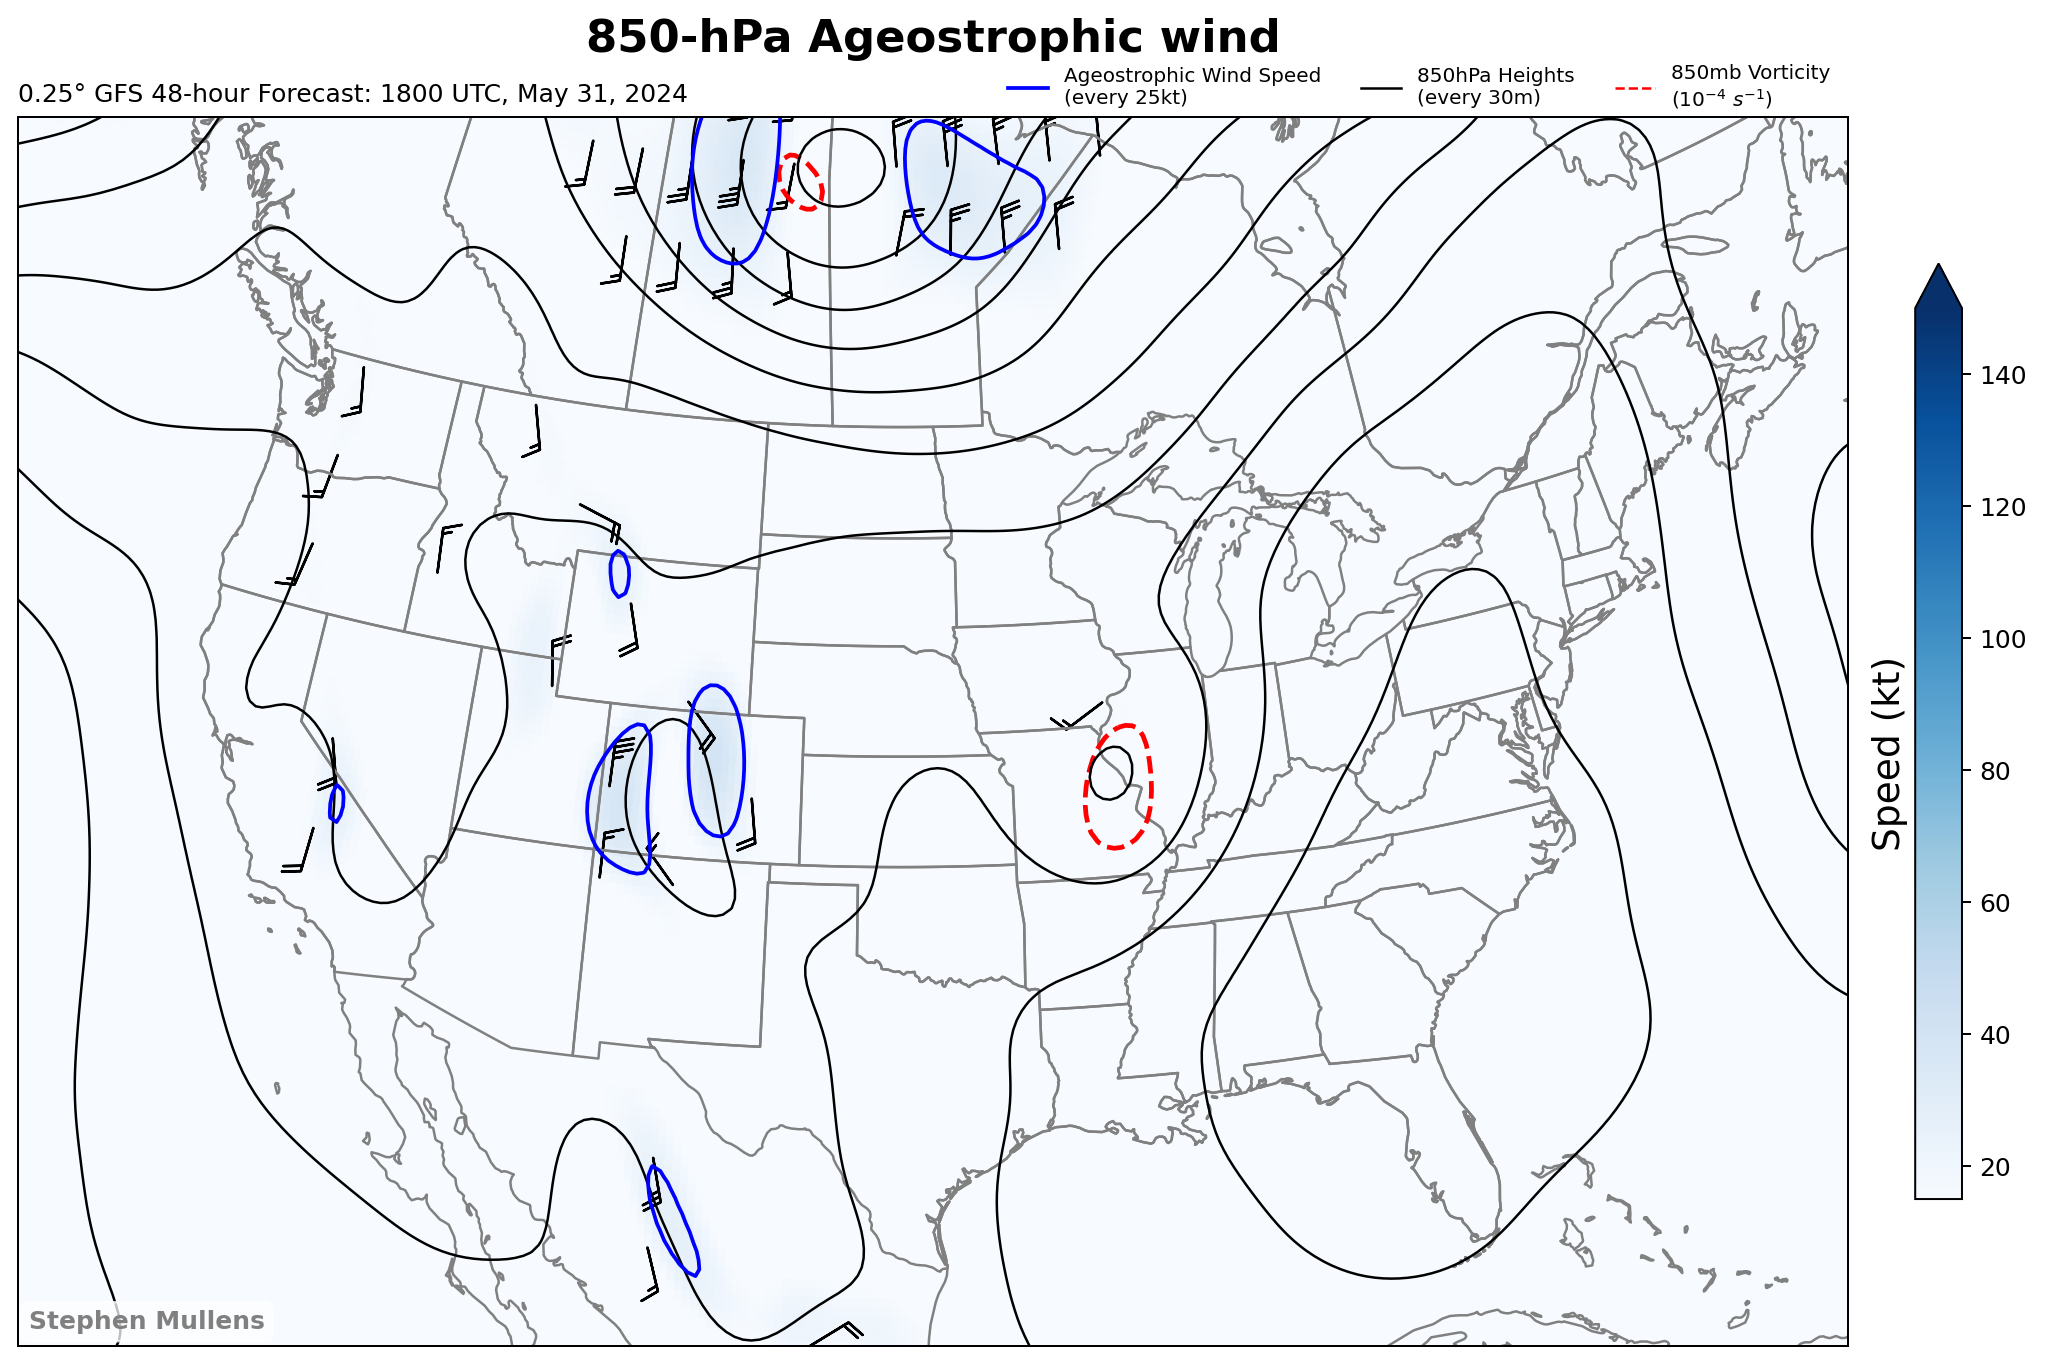 850-hPa Ageostrophic wind
0.25° GFS 48-hour Forecast: 1800 UTC, May 31, 2024
Ageostrophic Wind Speed
(every 25kt)
850hPa Heights
(every 30m)
850mb Vorticity
(10⁻⁴ s⁻¹)
140
120
100
80
60
40
20
Speed (kt)
Stephen Mullens